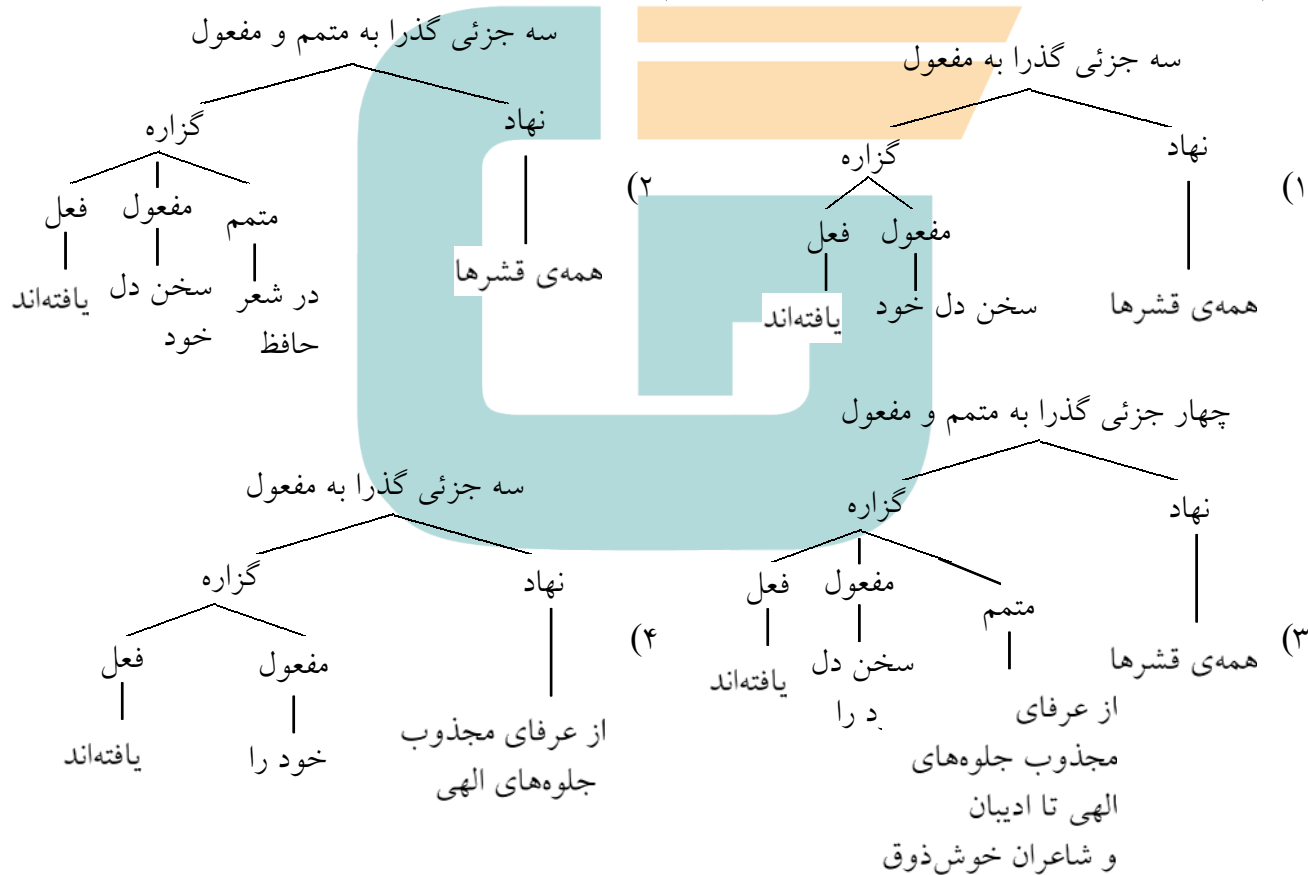 سه جزئی گذرا به مفعول
نهاد
گزاره
مفعول
فعل
۱)
همه‌ی قشرها
سخن دل خود
یافته‌اند
سه جزئی گذرا به متمم و مفعول
نهاد
گزاره
متمم
مفعول
فعل
۲)
همه‌ی قشرها
در شعر
حافظ
سخن دل
خود
یافته‌اند
چهار جزئی گذرا به متمم و مفعول
نهاد
گزاره
متمم
مفعول
فعل
۳)
همه‌ی قشرها
از عرفای
مجذوب جلوه‌های
الهی تا ادیبان
و شاعران خوش‌ذوق
سخن دل
د را
یافته‌اند
سه جزئی گذرا به مفعول
نهاد
گزاره
مفعول
فعل
۴)
از عرفای مجذوب
جلوه‌های الهی
خود را
یافته‌اند